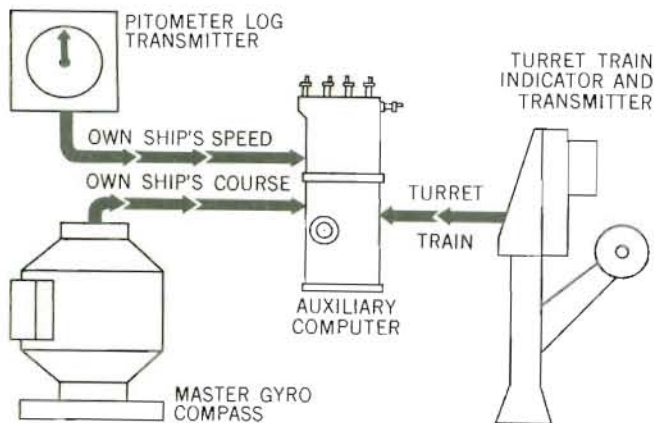 PITOMETER LOG
TRANSMITTER
TURRET TRAIN
INDICATOR AND
TRANSMITTER
OWN SHIP'S SPEED
OWN SHIP'S COURSE
TURRET
TRAIN
AUXILIARY
COMPUTER
MASTER GYRO
COMPASS